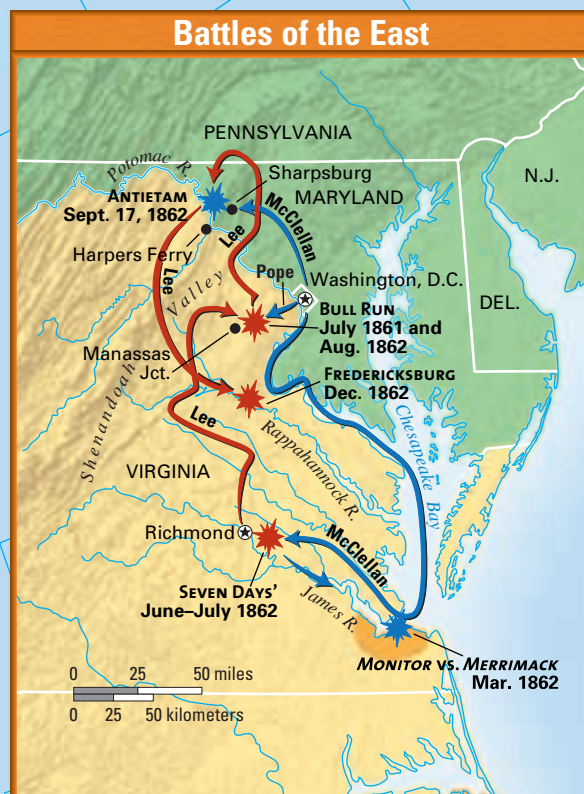 Battles of the East
PENNSYLVANIA
Potomac R.
Sharpsburg
N.J.
ANTIETAM
Sept. 17, 1862
MARYLAND
McClellan
Harpers Ferry
Lee
Lee
Valley
Pope
Washington, D.C.
DEL.
BULL RUN
July 1861 and
Aug. 1862
Manassas
Jct.
FREDERICKSBURG
Dec. 1862
Shenandoah
Lee
Rappahannock R.
Chesapeake Bay
VIRGINIA
Richmond
McClellan
SEVEN DAYS'
June–July 1862
James R.
MONITOR VS. MERRIMACK
Mar. 1862
0 25 50 miles
0 25 50 kilometers